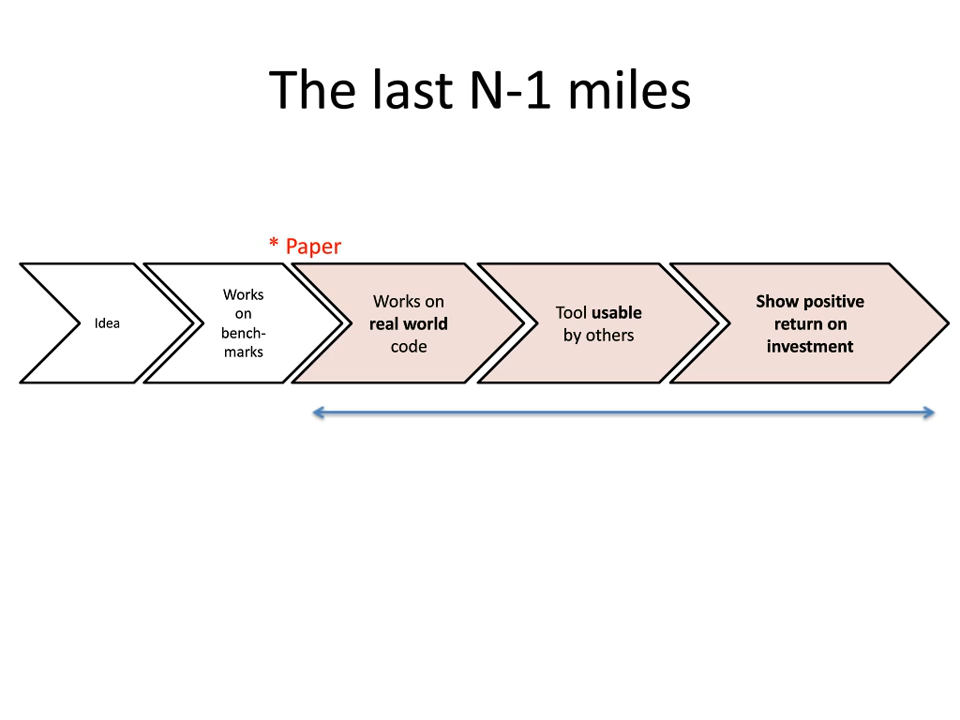 The last N-1 miles
* Paper
Idea
Works
on
bench-
marks
Works on
real world
code
Tool usable
by others
Show positive
return on
investment